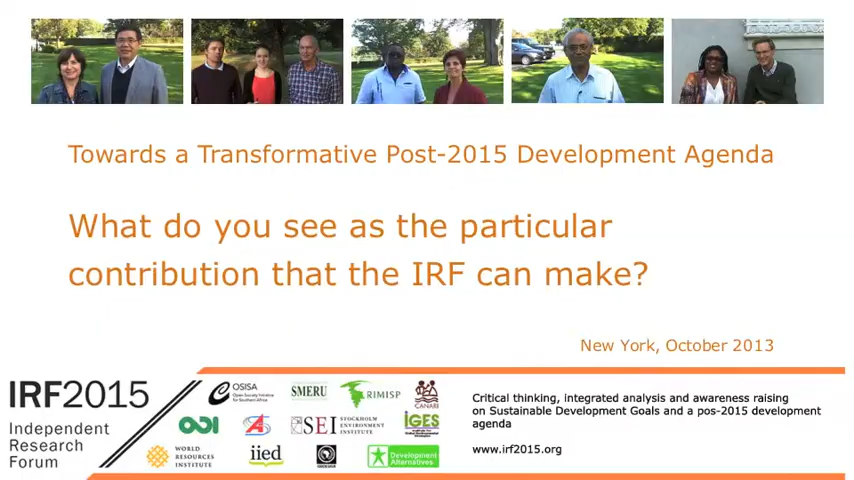 Towards a Transformative Post-2015 Development Agenda
What do you see as the particular
contribution that the IRF can make?
New York, October 2013
IRF2015
Independent
Research
Forum
OSISA
Open Society Initiative
for Southern Africa
SMERU
RIMISP
CANARI
ODI
SEI
STOCKHOLM
ENVIRONMENT
INSTITUTE
iGES
WORLD
RESOURCES
INSTITUTE
iied
Development
Alternatives
Critical thinking, integrated analysis and awareness raising
on Sustainable Development Goals and a pos-2015 development
agenda
www.irf2015.org